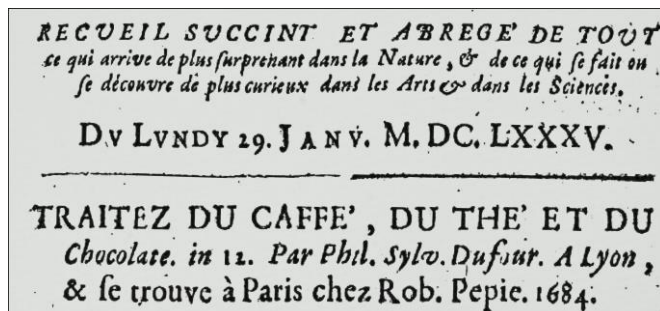 RECUEIL SUCCINT ET ABREGE' DE TOUT
ce qui arrive de plus surprenant dans la Nature, & de ce qui se fait ou
se découvre de plus curieux dans les Arts & dans les Sciences.
DV LVNDY 29. JANV. M. DC. LXXXV.
TRAITEZ DU CAFFE', DU THE' ET DU
Chocolate. in 12. Par Phil. Sylv. Dufour. A Lyon,
& se trouve à Paris chez Rob. Pepie. 1684.